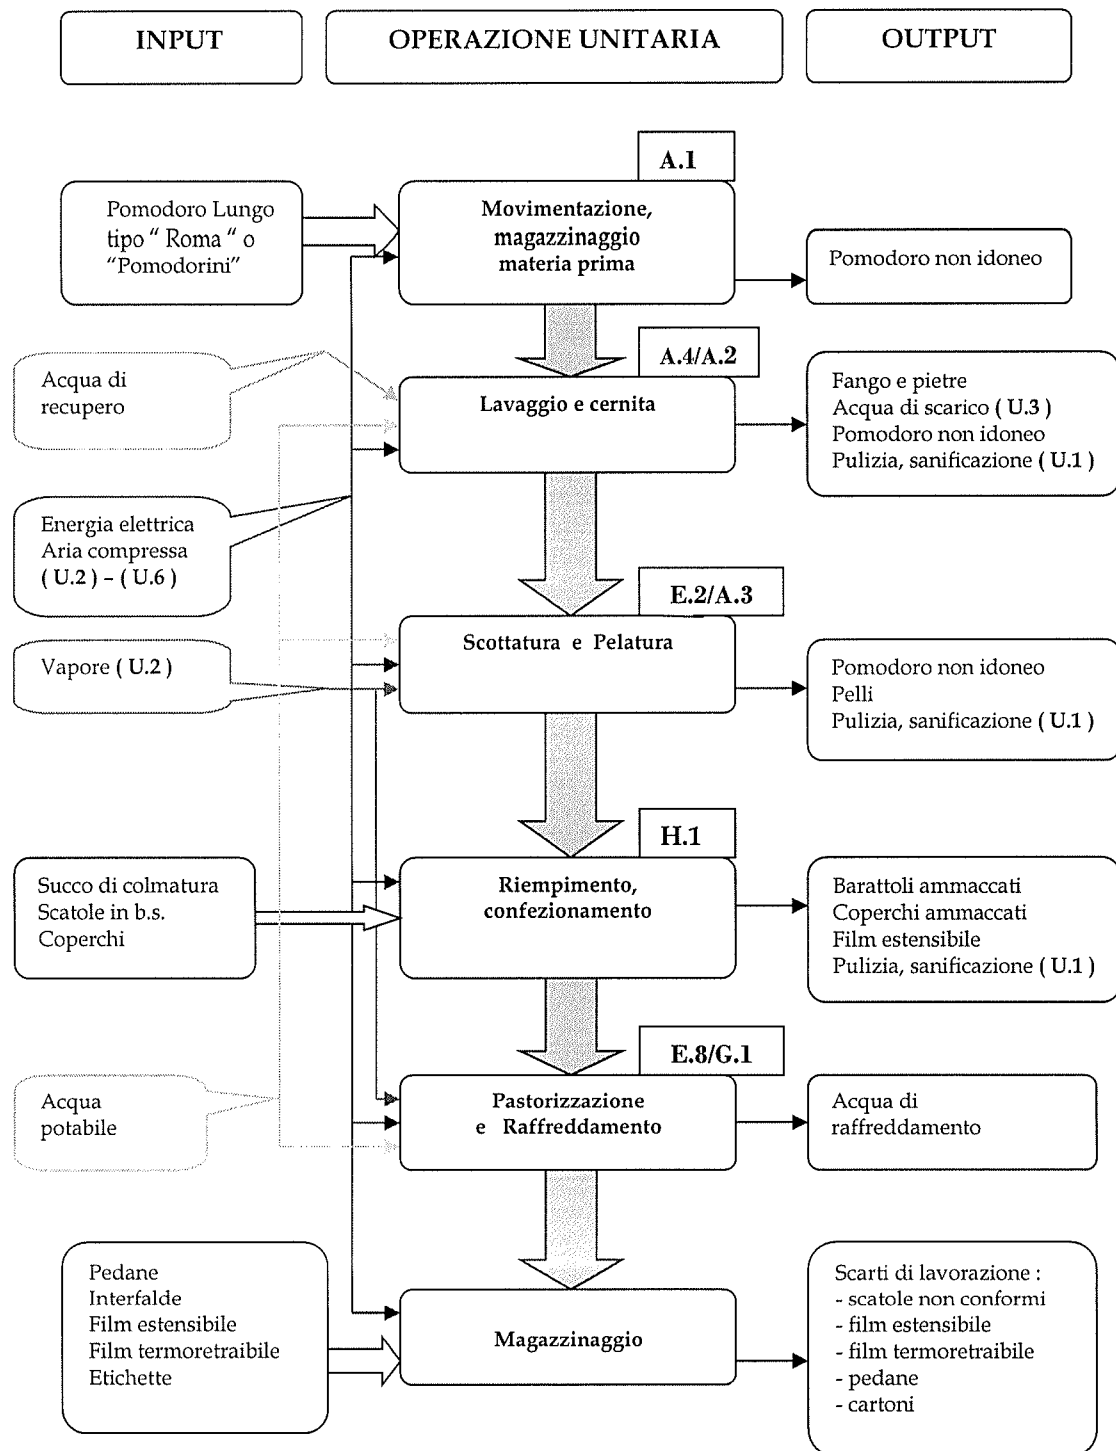 INPUT
OPERAZIONE UNITARIA
OUTPUT
A.1
Pomodoro Lungo
tipo “ Roma “ o
“Pomodorini”
Movimentazione,
magazzinaggio
materia prima
Pomodoro non idoneo
A.4/A.2
Acqua di
recupero
Lavaggio e cernita
Fango e pietre
Acqua di scarico ( U.3 )
Pomodoro non idoneo
Pulizia, sanificazione ( U.1 )
Energia elettrica
Aria compressa
( U.2 ) – ( U.6 )
E.2/A.3
Vapore ( U.2 )
Scottatura e Pelatura
Pomodoro non idoneo
Pelli
Pulizia, sanificazione ( U.1 )
H.1
Succo di colmatura
Scatole in b.s.
Coperchi
Riempimento,
confezionamento
Barattoli ammaccati
Coperchi ammaccati
Film estensibile
Pulizia, sanificazione ( U.1 )
E.8/G.1
Acqua
potabile
Pastorizzazione
e Raffreddamento
Acqua di
raffreddamento
Pedane
Interfalde
Film estensibile
Film termoretraibile
Etichette
Magazzinaggio
Scarti di lavorazione :
- scatole non conformi
- film estensibile
- film termoretraibile
- pedane
- cartoni